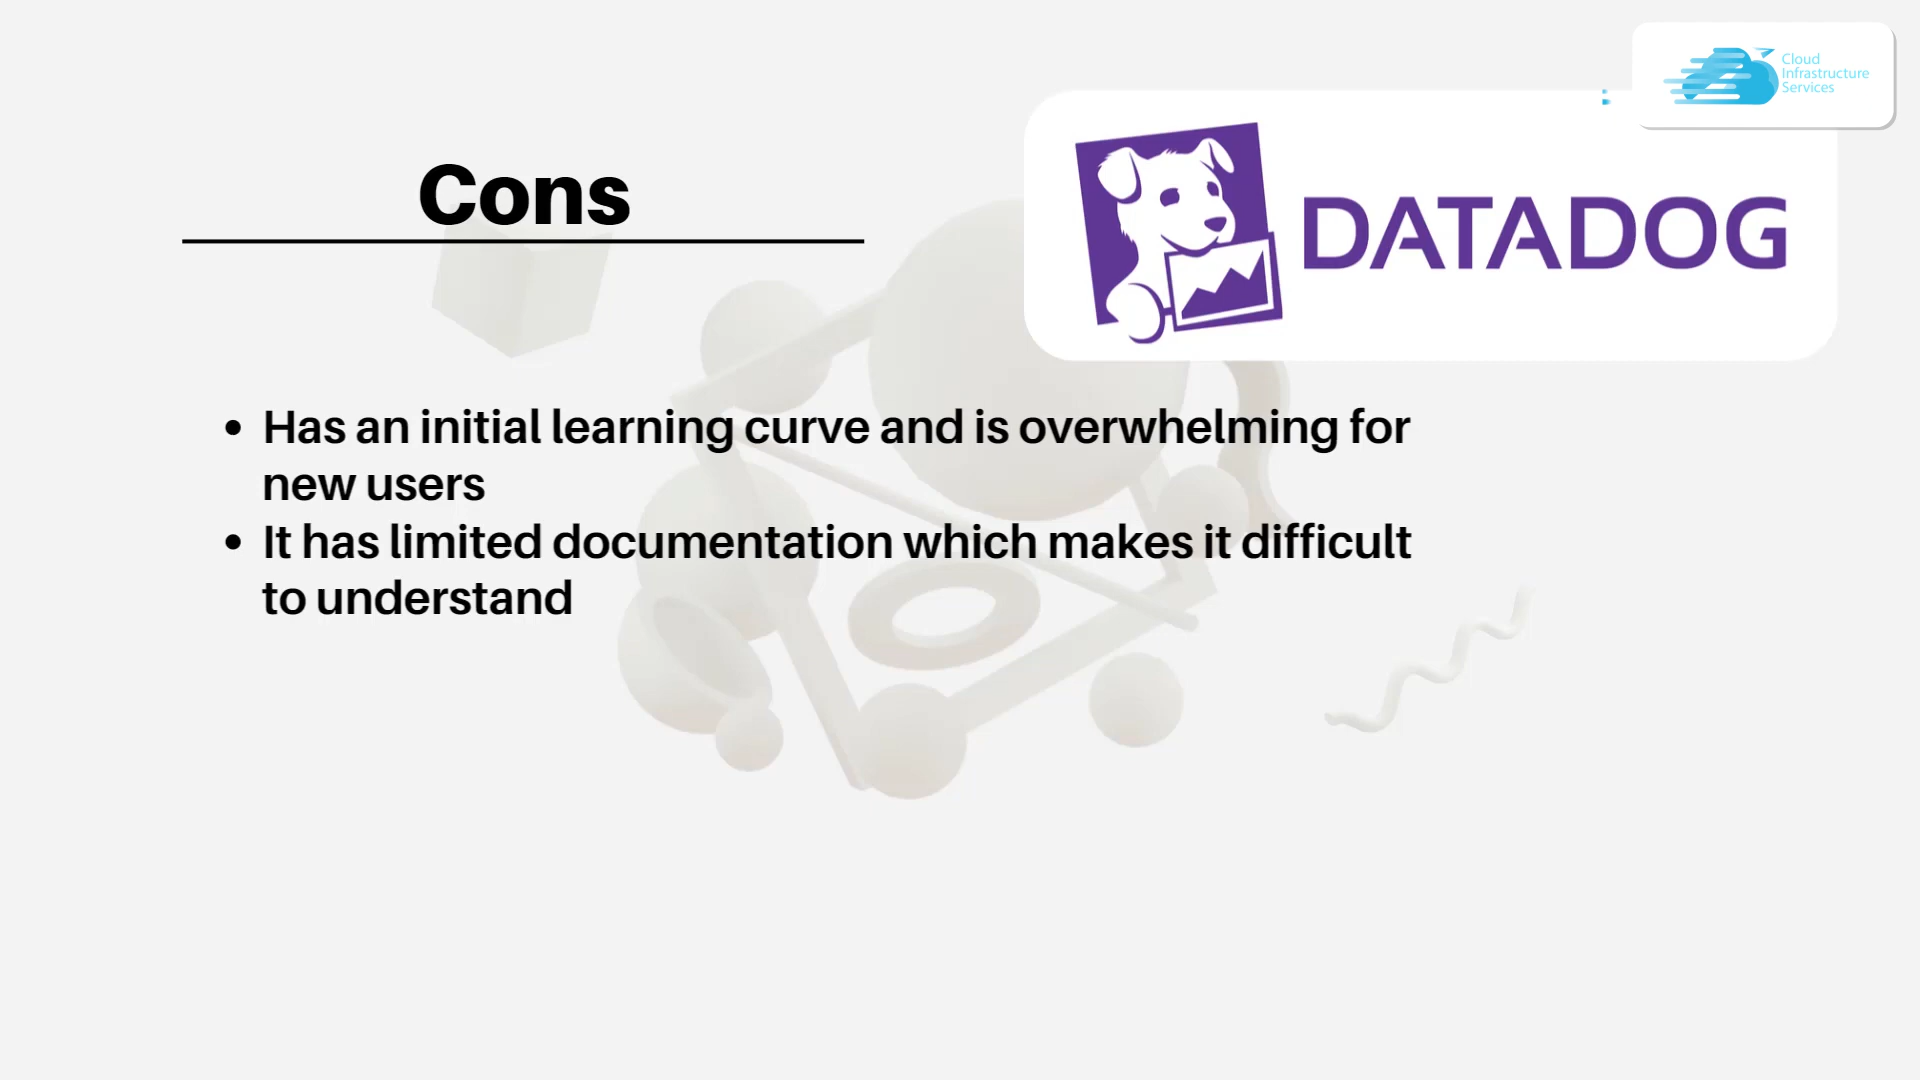 Cloud
Infrastructure
Services
Cons
DATADOG
• Has an initial learning curve and is overwhelming for
new users
• It has limited documentation which makes it difficult
to understand